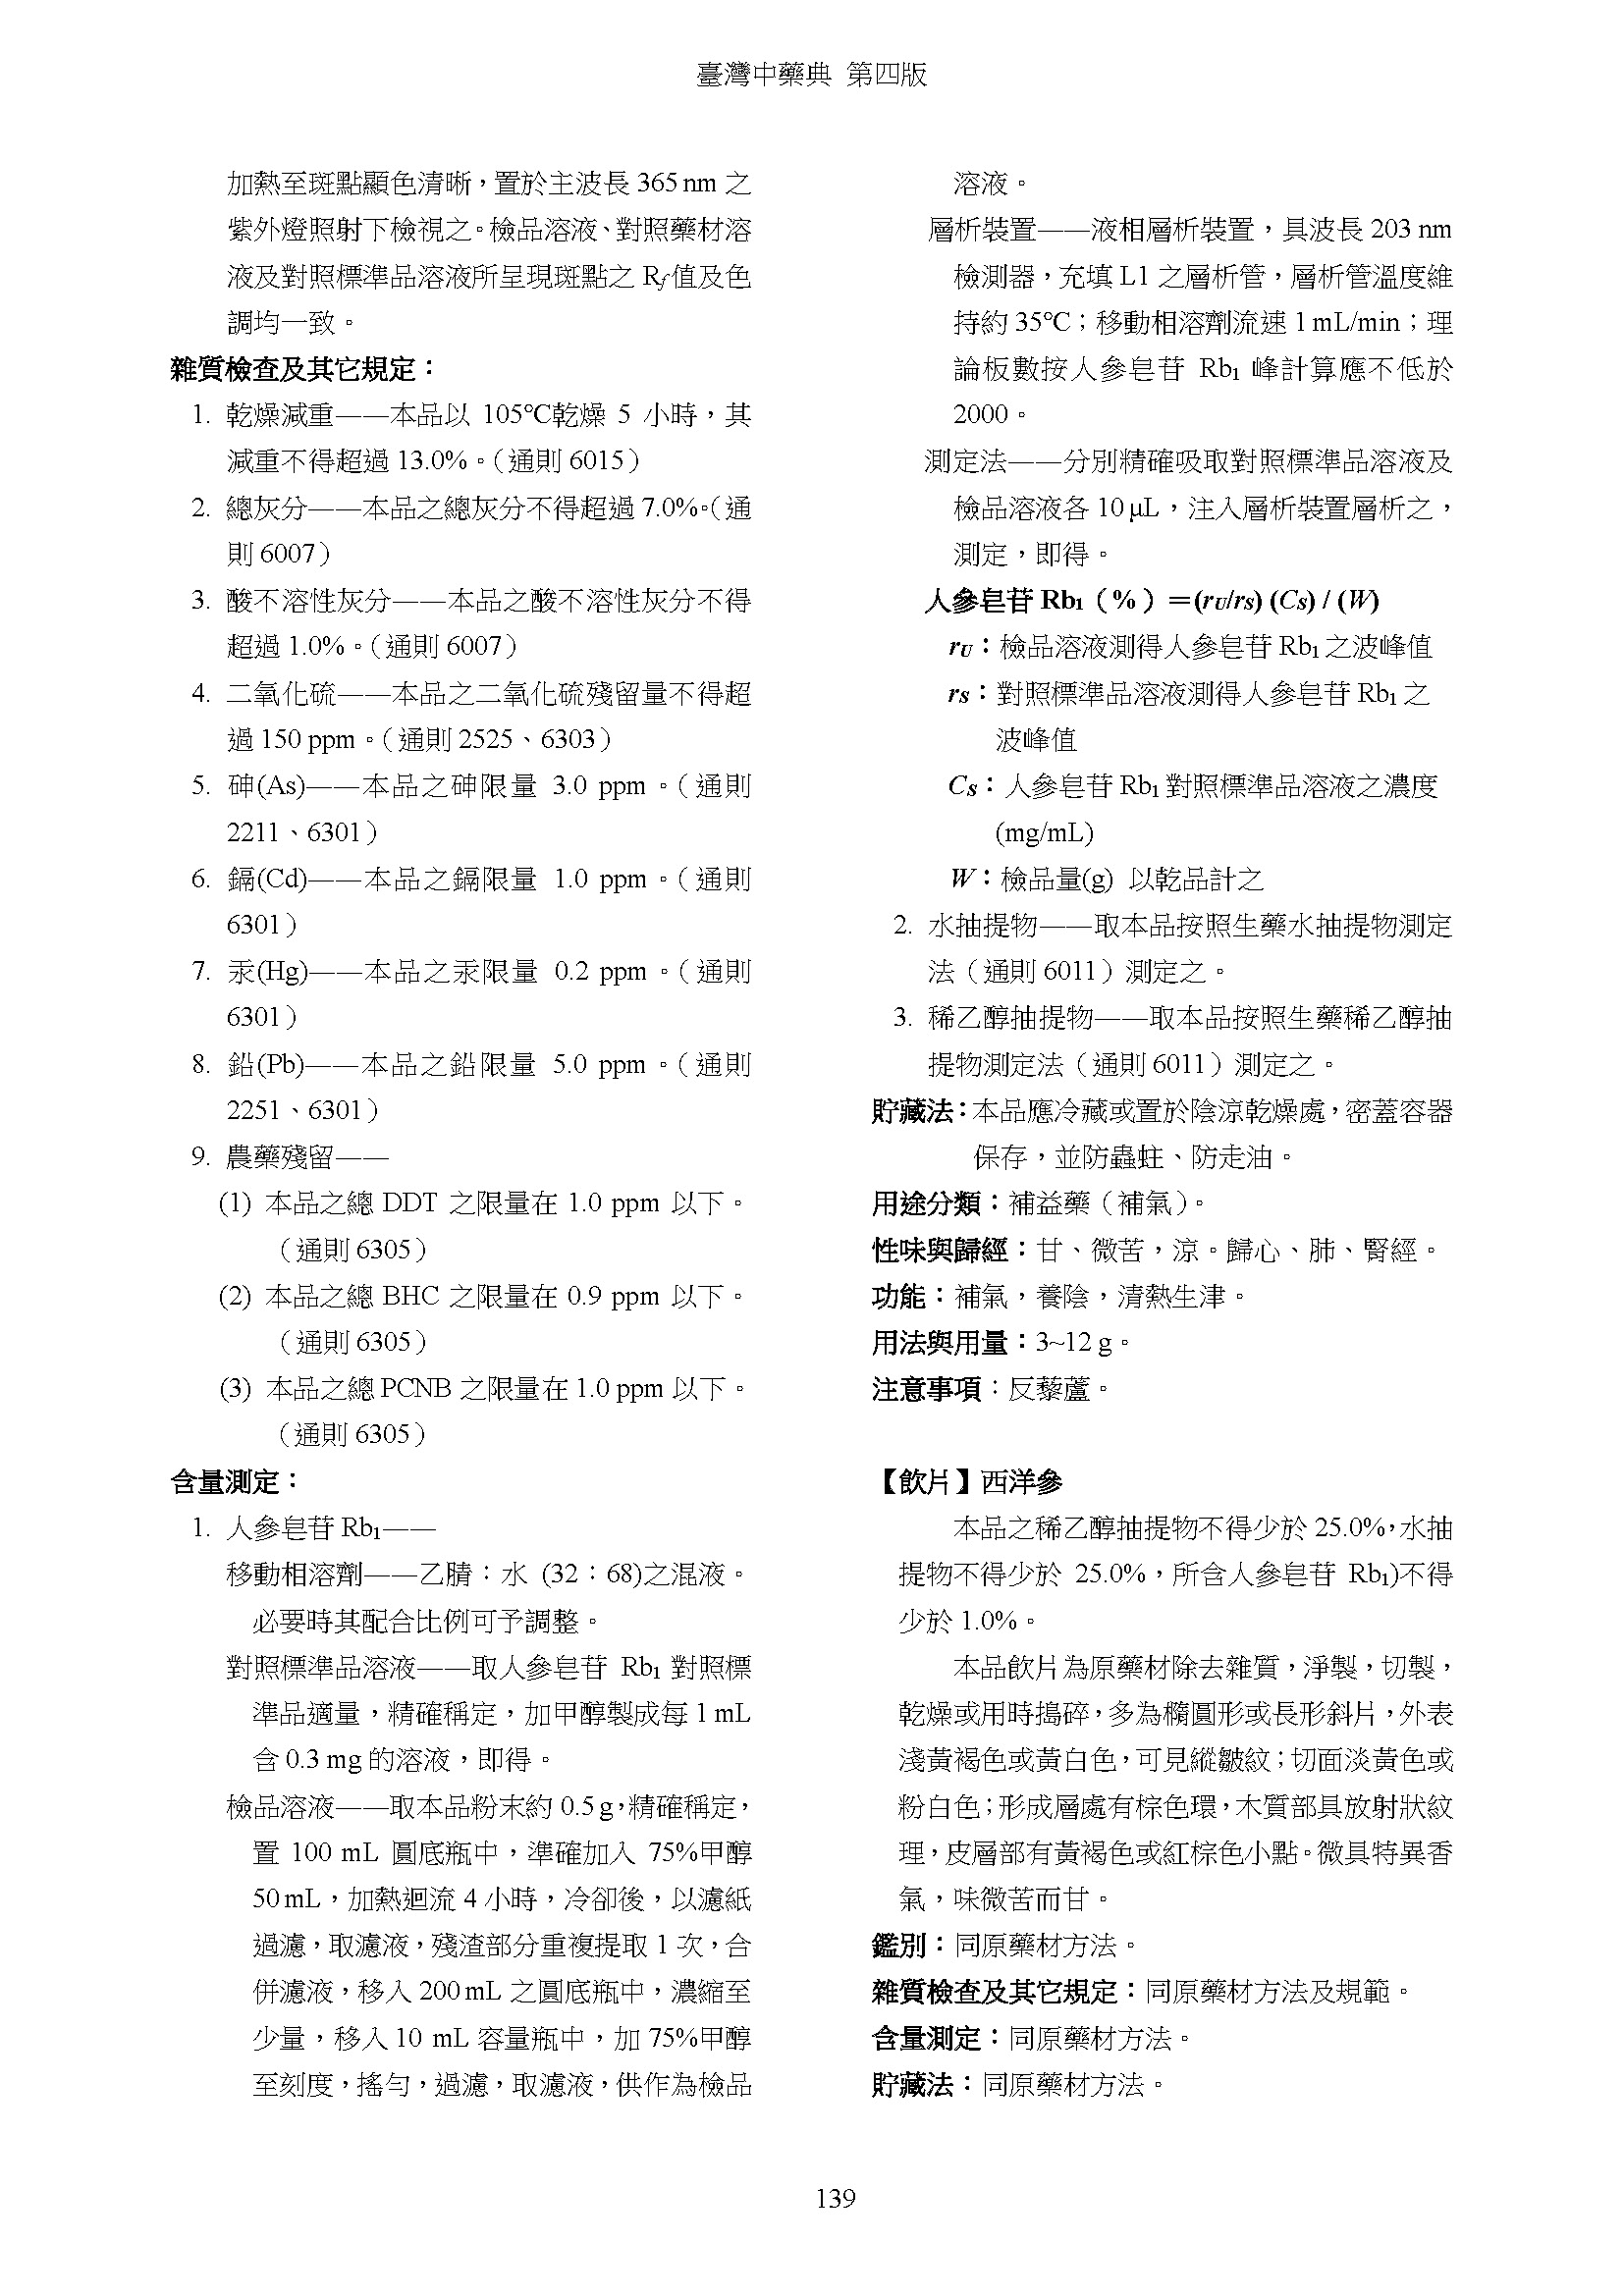 臺灣中藥典 第四版
加熱至斑點顯色清晰，置於主波長 365 nm 之
紫外燈照射下檢視之。檢品溶液、對照藥材溶
液及對照標準品溶液所呈現斑點之 Rf值及色
調均一致。
雜質檢查及其它規定：
1. 乾燥減重——本品以 105℃乾燥 5 小時，其
減重不得超過 13.0%。（通則 6015）
2. 總灰分——本品之總灰分不得超過 7.0%。（通
則 6007）
3. 酸不溶性灰分——本品之酸不溶性灰分不得
超過 1.0%。（通則 6007）
4. 二氧化硫——本品之二氧化硫殘留量不得超
過 150 ppm。（通則 2525、6303）
5. 砷(As)——本品之砷限量 3.0 ppm。（通則
2211、6301）
6. 鎘(Cd)——本品之鎘限量 1.0 ppm。（通則
6301）
7. 汞(Hg)——本品之汞限量 0.2 ppm。（通則
6301）
8. 鉛(Pb)——本品之鉛限量 5.0 ppm。（通則
2251、6301）
9. 農藥殘留——
(1) 本品之總 DDT 之限量在 1.0 ppm 以下。
（通則 6305）
(2) 本品之總 BHC 之限量在 0.9 ppm 以下。
（通則 6305）
(3) 本品之總 PCNB 之限量在 1.0 ppm 以下。
（通則 6305）
含量測定：
1. 人參皂苷 Rb₁——
移動相溶劑——乙腈：水 (32：68)之混液。
必要時其配合比例可予調整。
對照標準品溶液——取人參皂苷 Rb₁ 對照標
準品適量，精確稱定，加甲醇製成每 1 mL
含 0.3 mg 的溶液，即得。
檢品溶液——取本品粉末約 0.5 g，精確稱定，
置 100 mL 圓底瓶中，準確加入 75%甲醇
50 mL，加熱迴流 4 小時，冷卻後，以濾紙
過濾，取濾液，殘渣部分重複提取 1 次，合
併濾液，移入 200 mL 之圓底瓶中，濃縮至
少量，移入 10 mL 容量瓶中，加 75%甲醇
至刻度，搖勻，過濾，取濾液，供作為檢品
溶液。
層析裝置——液相層析裝置，具波長 203 nm
檢測器，充填 L1 之層析管，層析管溫度維
持約 35℃；移動相溶劑流速 1 mL/min；理
論板數按人參皂苷 Rb₁ 峰計算應不低於
2000。
測定法——分別精確吸取對照標準品溶液及
檢品溶液各 10 μL，注入層析裝置層析之，
測定，即得。
人參皂苷 Rb₁（%）＝(rU/rS) (CS) / (W)
rU：檢品溶液測得人參皂苷 Rb₁ 之波峰值
rS：對照標準品溶液測得人參皂苷 Rb₁ 之
波峰值
CS：人參皂苷 Rb₁ 對照標準品溶液之濃度
(mg/mL)
W：檢品量(g) 以乾品計之
2. 水抽提物——取本品按照生藥水抽提物測定
法（通則 6011）測定之。
3. 稀乙醇抽提物——取本品按照生藥稀乙醇抽
提物測定法（通則 6011）測定之。
貯藏法：本品應冷藏或置於陰涼乾燥處，密蓋容器
保存，並防蟲蛀、防走油。
用途分類：補益藥（補氣）。
性味與歸經：甘、微苦，涼。歸心、肺、腎經。
功能：補氣，養陰，清熱生津。
用法與用量：3~12 g。
注意事項：反藜蘆。
【飲片】西洋參
本品之稀乙醇抽提物不得少於 25.0%，水抽
提物不得少於 25.0%，所含人參皂苷 Rb₁)不得
少於 1.0%。
本品飲片為原藥材除去雜質，淨製，切製，
乾燥或用時搗碎，多為橢圓形或長形斜片，外表
淺黃褐色或黃白色，可見縱皺紋；切面淡黃色或
粉白色；形成層處有棕色環，木質部具放射狀紋
理，皮層部有黃褐色或紅棕色小點。微具特異香
氣，味微苦而甘。
鑑別：同原藥材方法。
雜質檢查及其它規定：同原藥材方法及規範。
含量測定：同原藥材方法。
貯藏法：同原藥材方法。
139